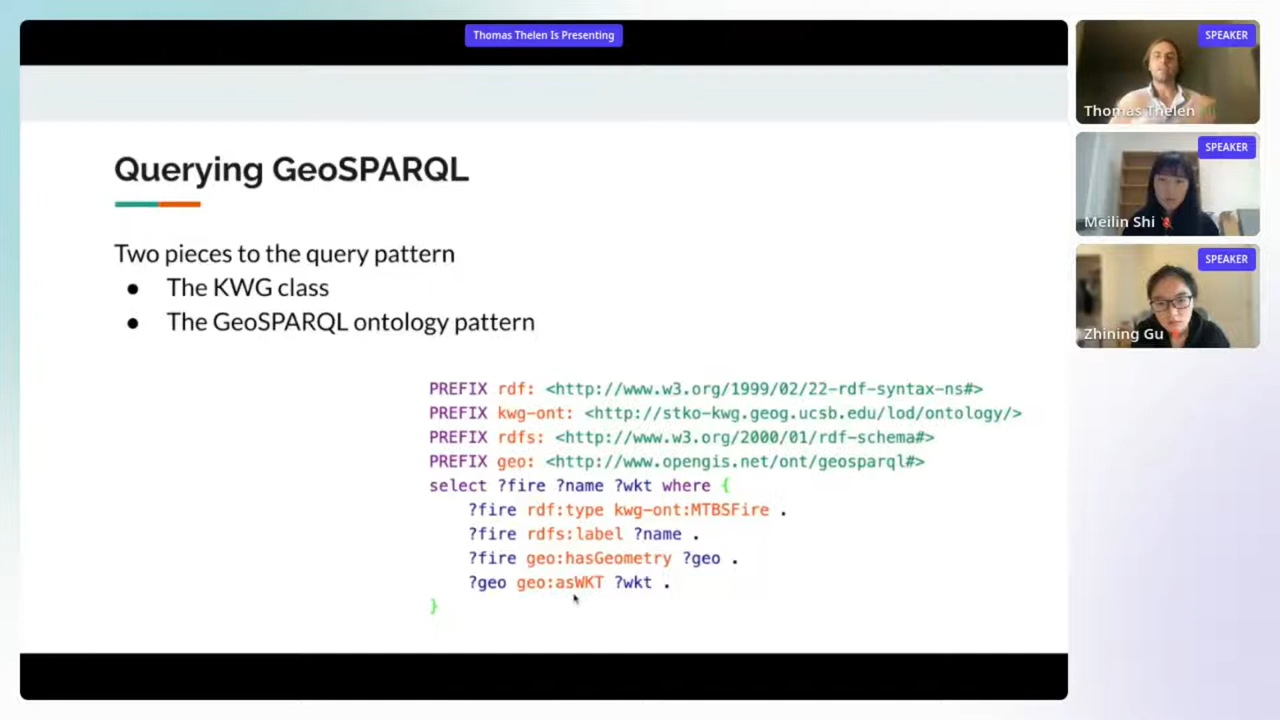 Thomas Thelen Is Presenting
Querying GeoSPARQL
Two pieces to the query pattern
● The KWG class
● The GeoSPARQL ontology pattern
PREFIX rdf: <http://www.w3.org/1999/02/22-rdf-syntax-ns#>
PREFIX kwg-ont: <http://stko-kwg.geog.ucsb.edu/lod/ontology/>
PREFIX rdfs: <http://www.w3.org/2000/01/rdf-schema#>
PREFIX geo: <http://www.opengis.net/ont/geosparql#>
select ?fire ?name ?wkt where {
?fire rdf:type kwg-ont:MTBSFire .
?fire rdfs:label ?name .
?fire geo:hasGeometry ?geo .
?geo geo:asWKT ?wkt .
}
SPEAKER
Thomas Thelen
SPEAKER
Meilin Shi
SPEAKER
Zhining Gu